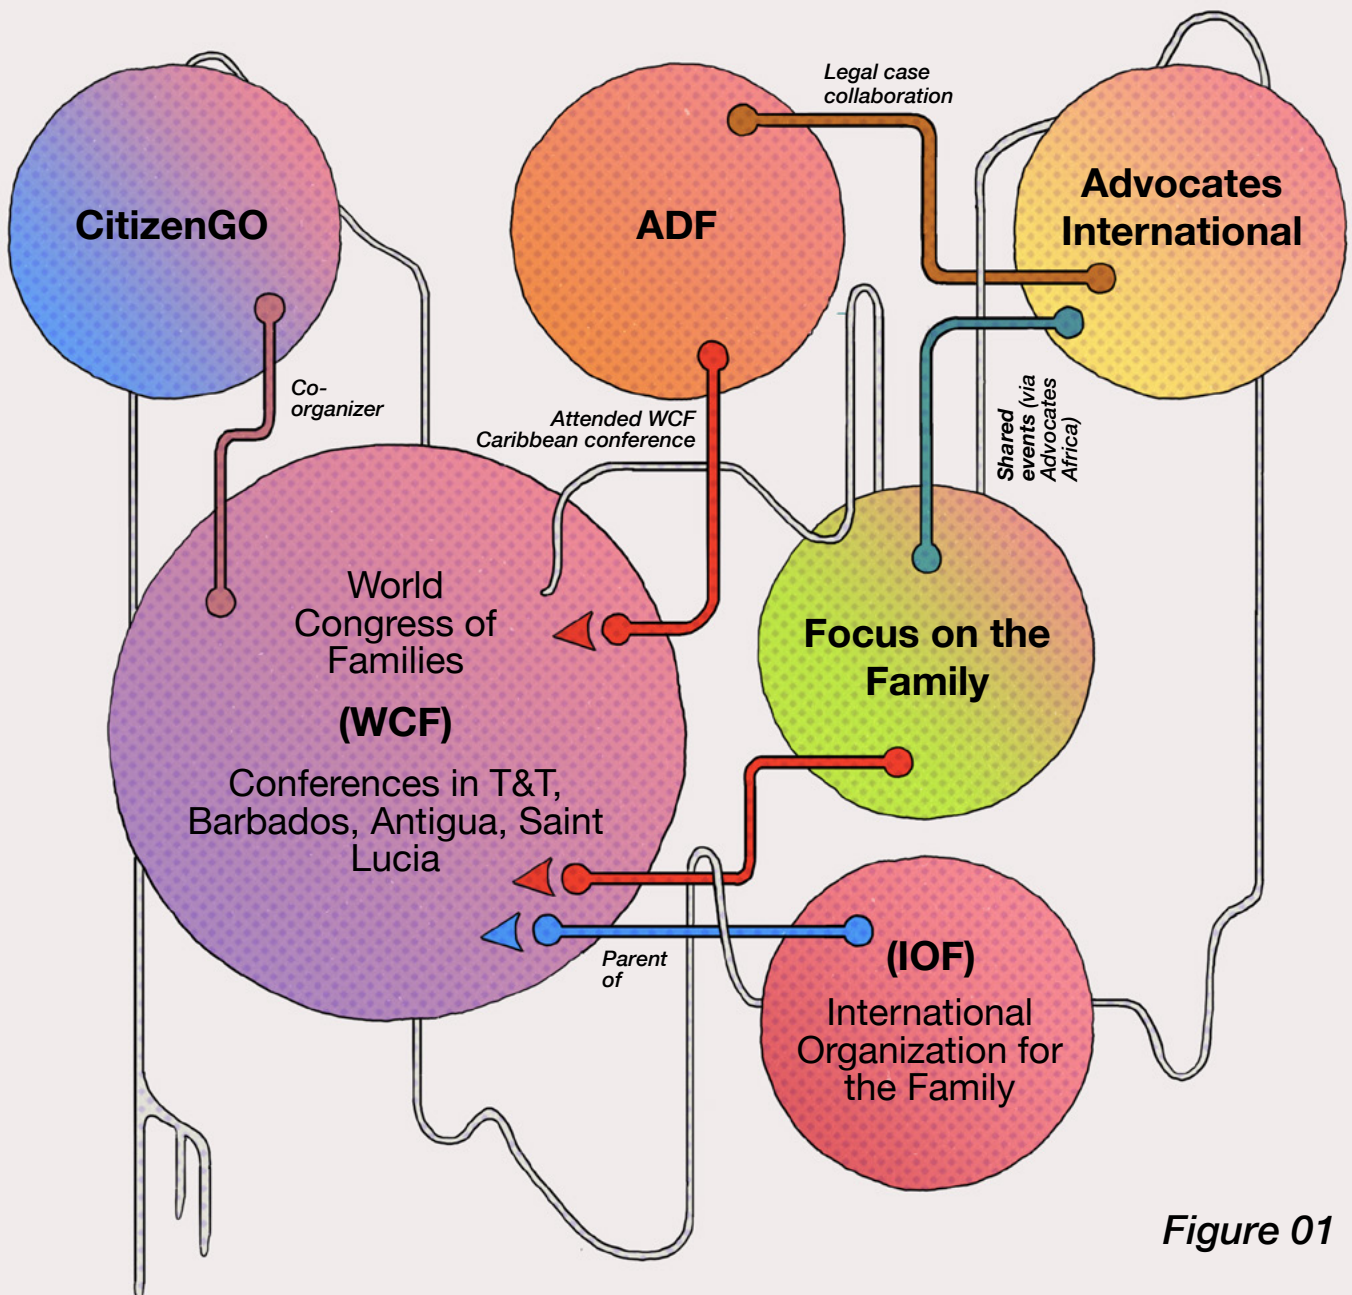 Legal case
collaboration
CitizenGO
ADF
Advocates
International
Co-
organizer
Attended WCF
Caribbean conference
Shared
events (via
Advocates
Africa)
World
Congress of
Families
(WCF)
Conferences in T&T,
Barbados, Antigua, Saint
Lucia
Focus on the
Family
Parent
of
(IOF)
International
Organization for
the Family
Figure 01